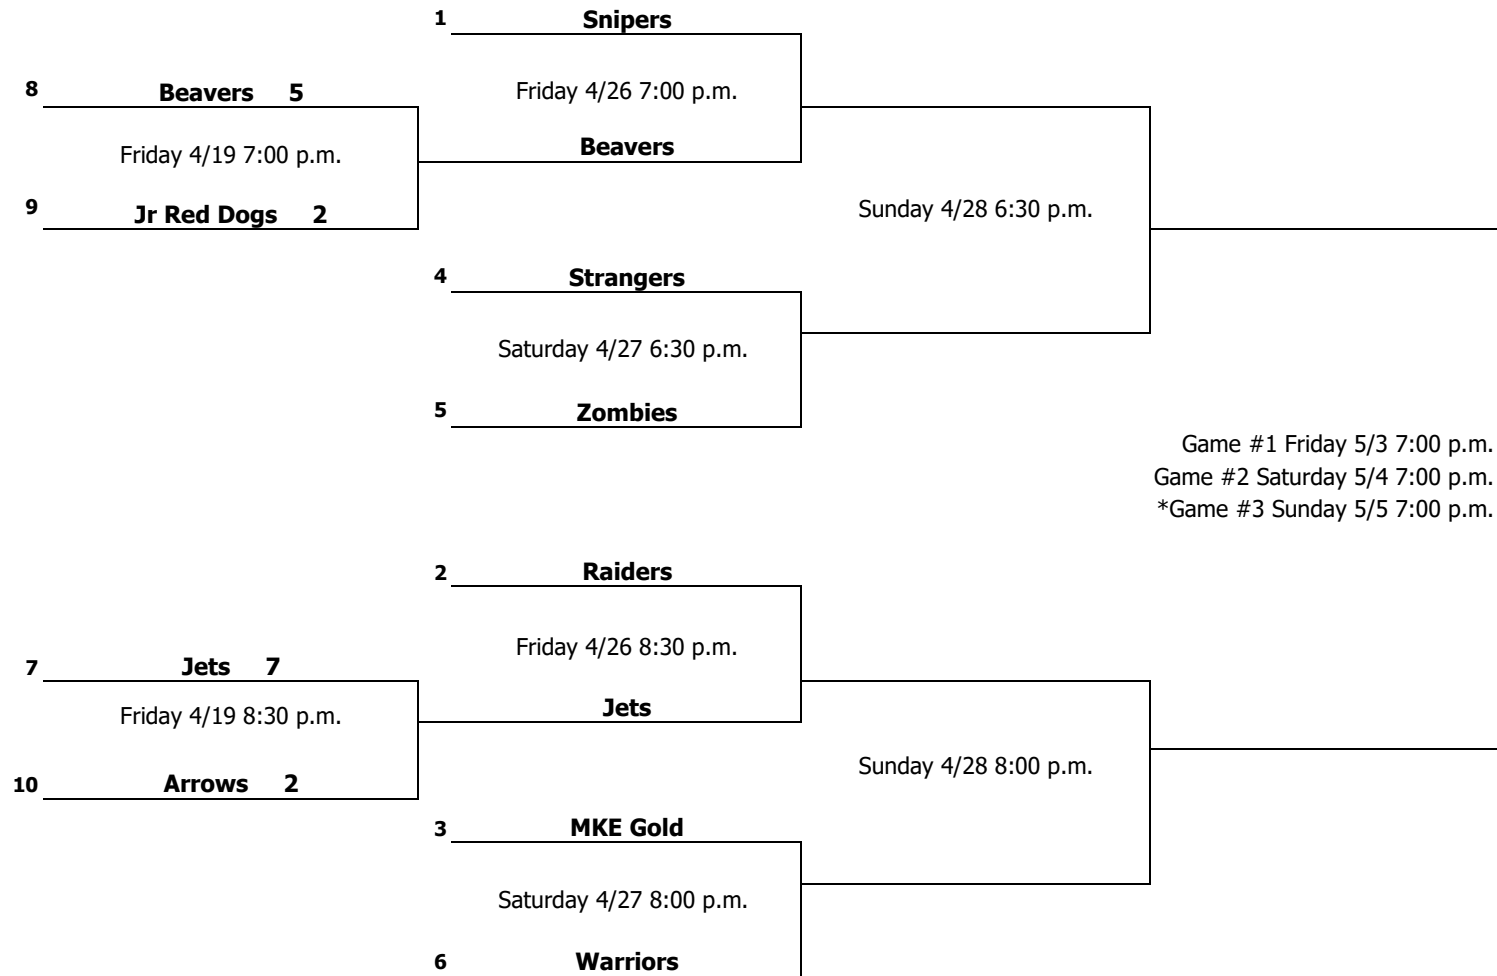 1 Snipers
8 Beavers 5
Friday 4/26 7:00 p.m.
Friday 4/19 7:00 p.m.
Beavers
9 Jr Red Dogs 2
Sunday 4/28 6:30 p.m.
4 Strangers
Saturday 4/27 6:30 p.m.
5 Zombies
Game #1 Friday 5/3 7:00 p.m.
Game #2 Saturday 5/4 7:00 p.m.
*Game #3 Sunday 5/5 7:00 p.m.
2 Raiders
Friday 4/26 8:30 p.m.
7 Jets 7
Friday 4/19 8:30 p.m.
Jets
Sunday 4/28 8:00 p.m.
10 Arrows 2
3 MKE Gold
Saturday 4/27 8:00 p.m.
6 Warriors